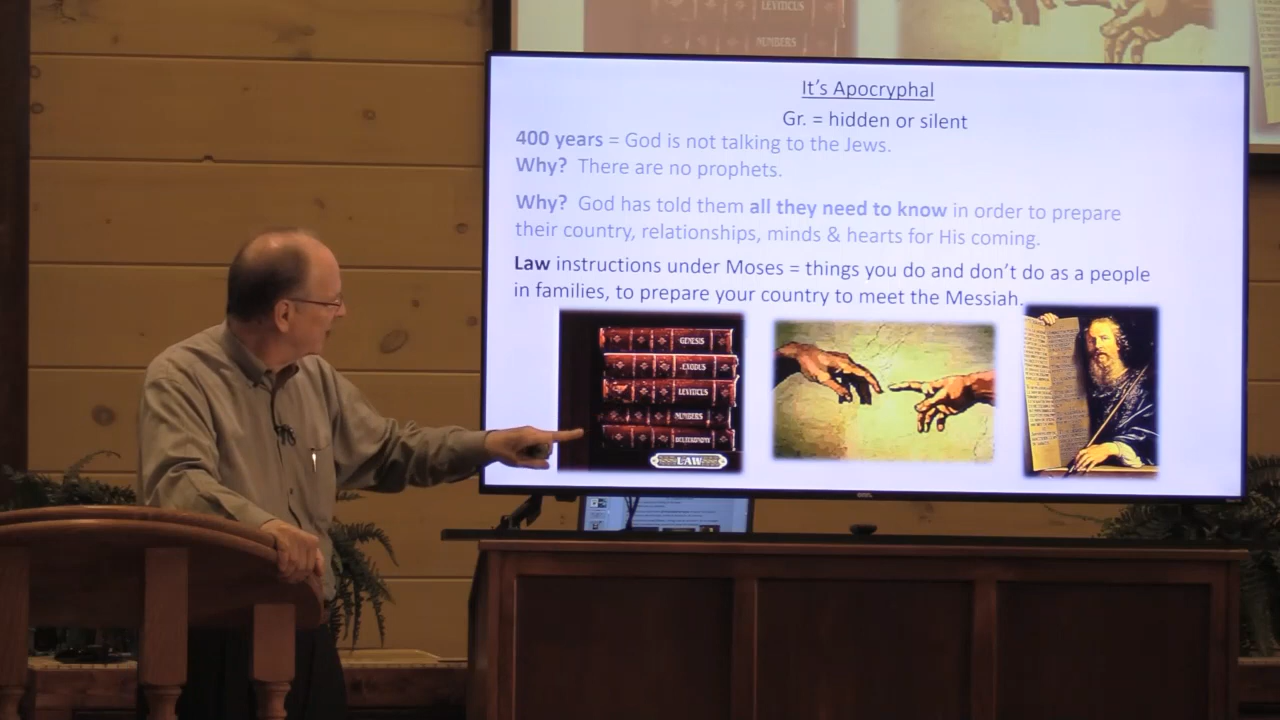 LEVITICUS
NUMBERS
It's Apocryphal
Gr. = hidden or silent
400 years = God is not talking to the Jews.
Why? There are no prophets.
Why? God has told them all they need to know in order to prepare
their country, relationships, minds & hearts for His coming.
Law instructions under Moses = things you do and don't do as a people
in families, to prepare your country to meet the Messiah.
GENESIS
EXODUS
LEVITICUS
NUMBERS
DEUTERONOMY
LAW